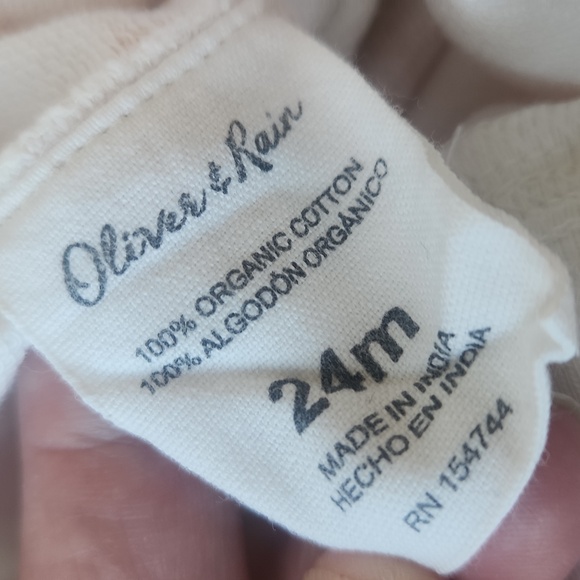 Oliver & Rain
100% ORGANIC COTTON
100% ALGODÓN ORGÁNICO
24m
MADE IN INDIA
HECHO EN INDIA
RN 154744